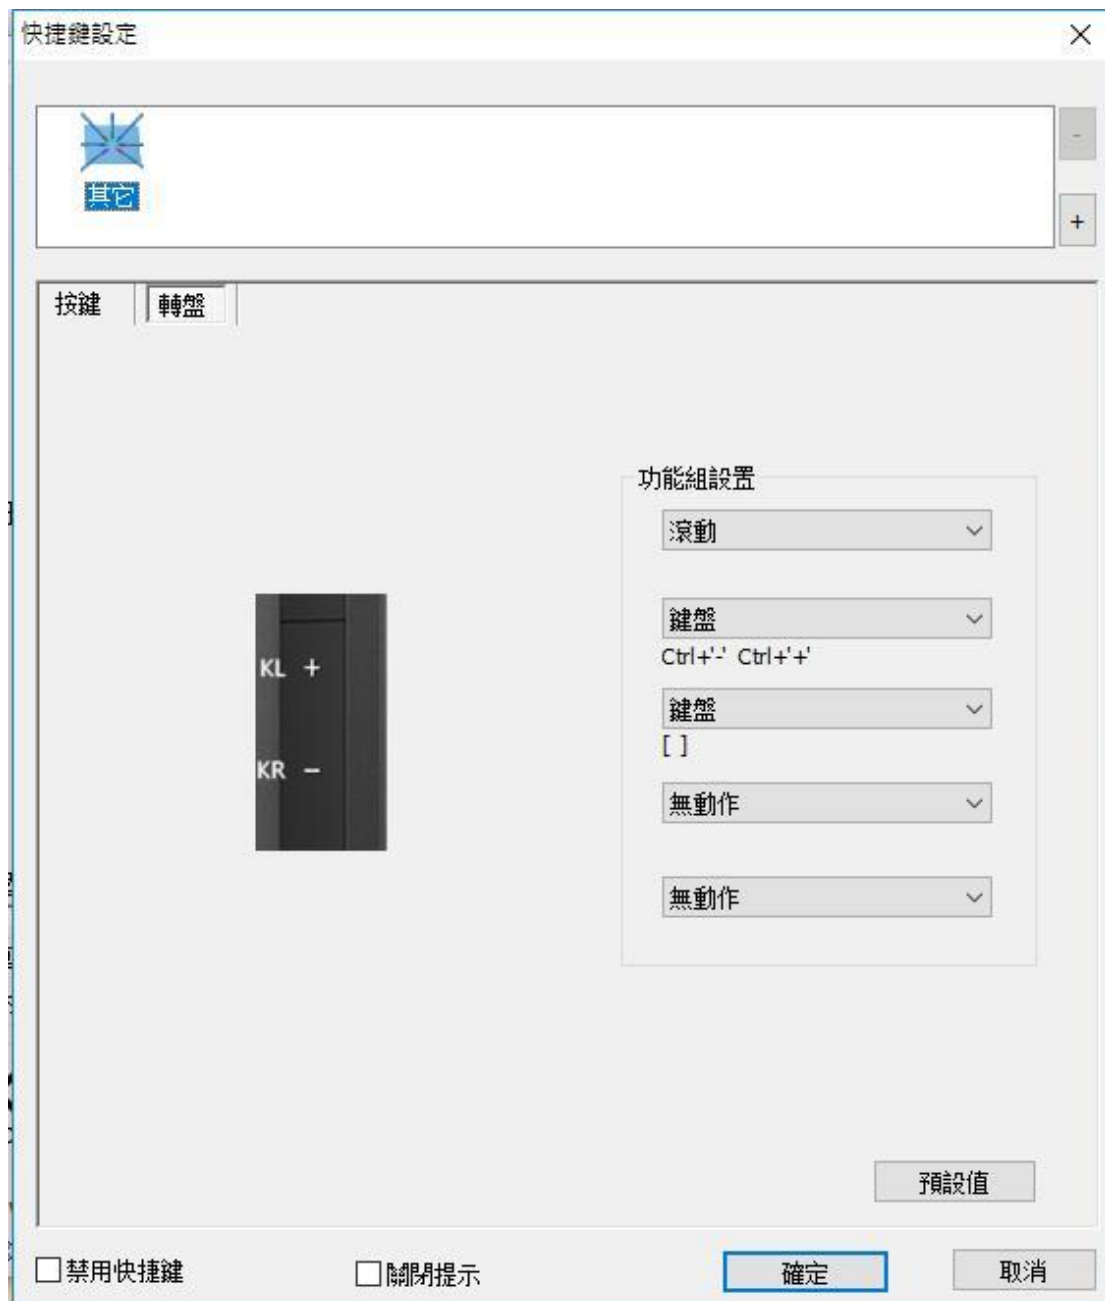 快捷鍵設定
-
其它
+
按鍵 轉盤
功能組設置
滾動
鍵盤
Ctrl+'-' Ctrl+'+'
鍵盤
[ ]
無動作
無動作
KL +
KR −
預設值
禁用快捷鍵 關閉提示 確定 取消